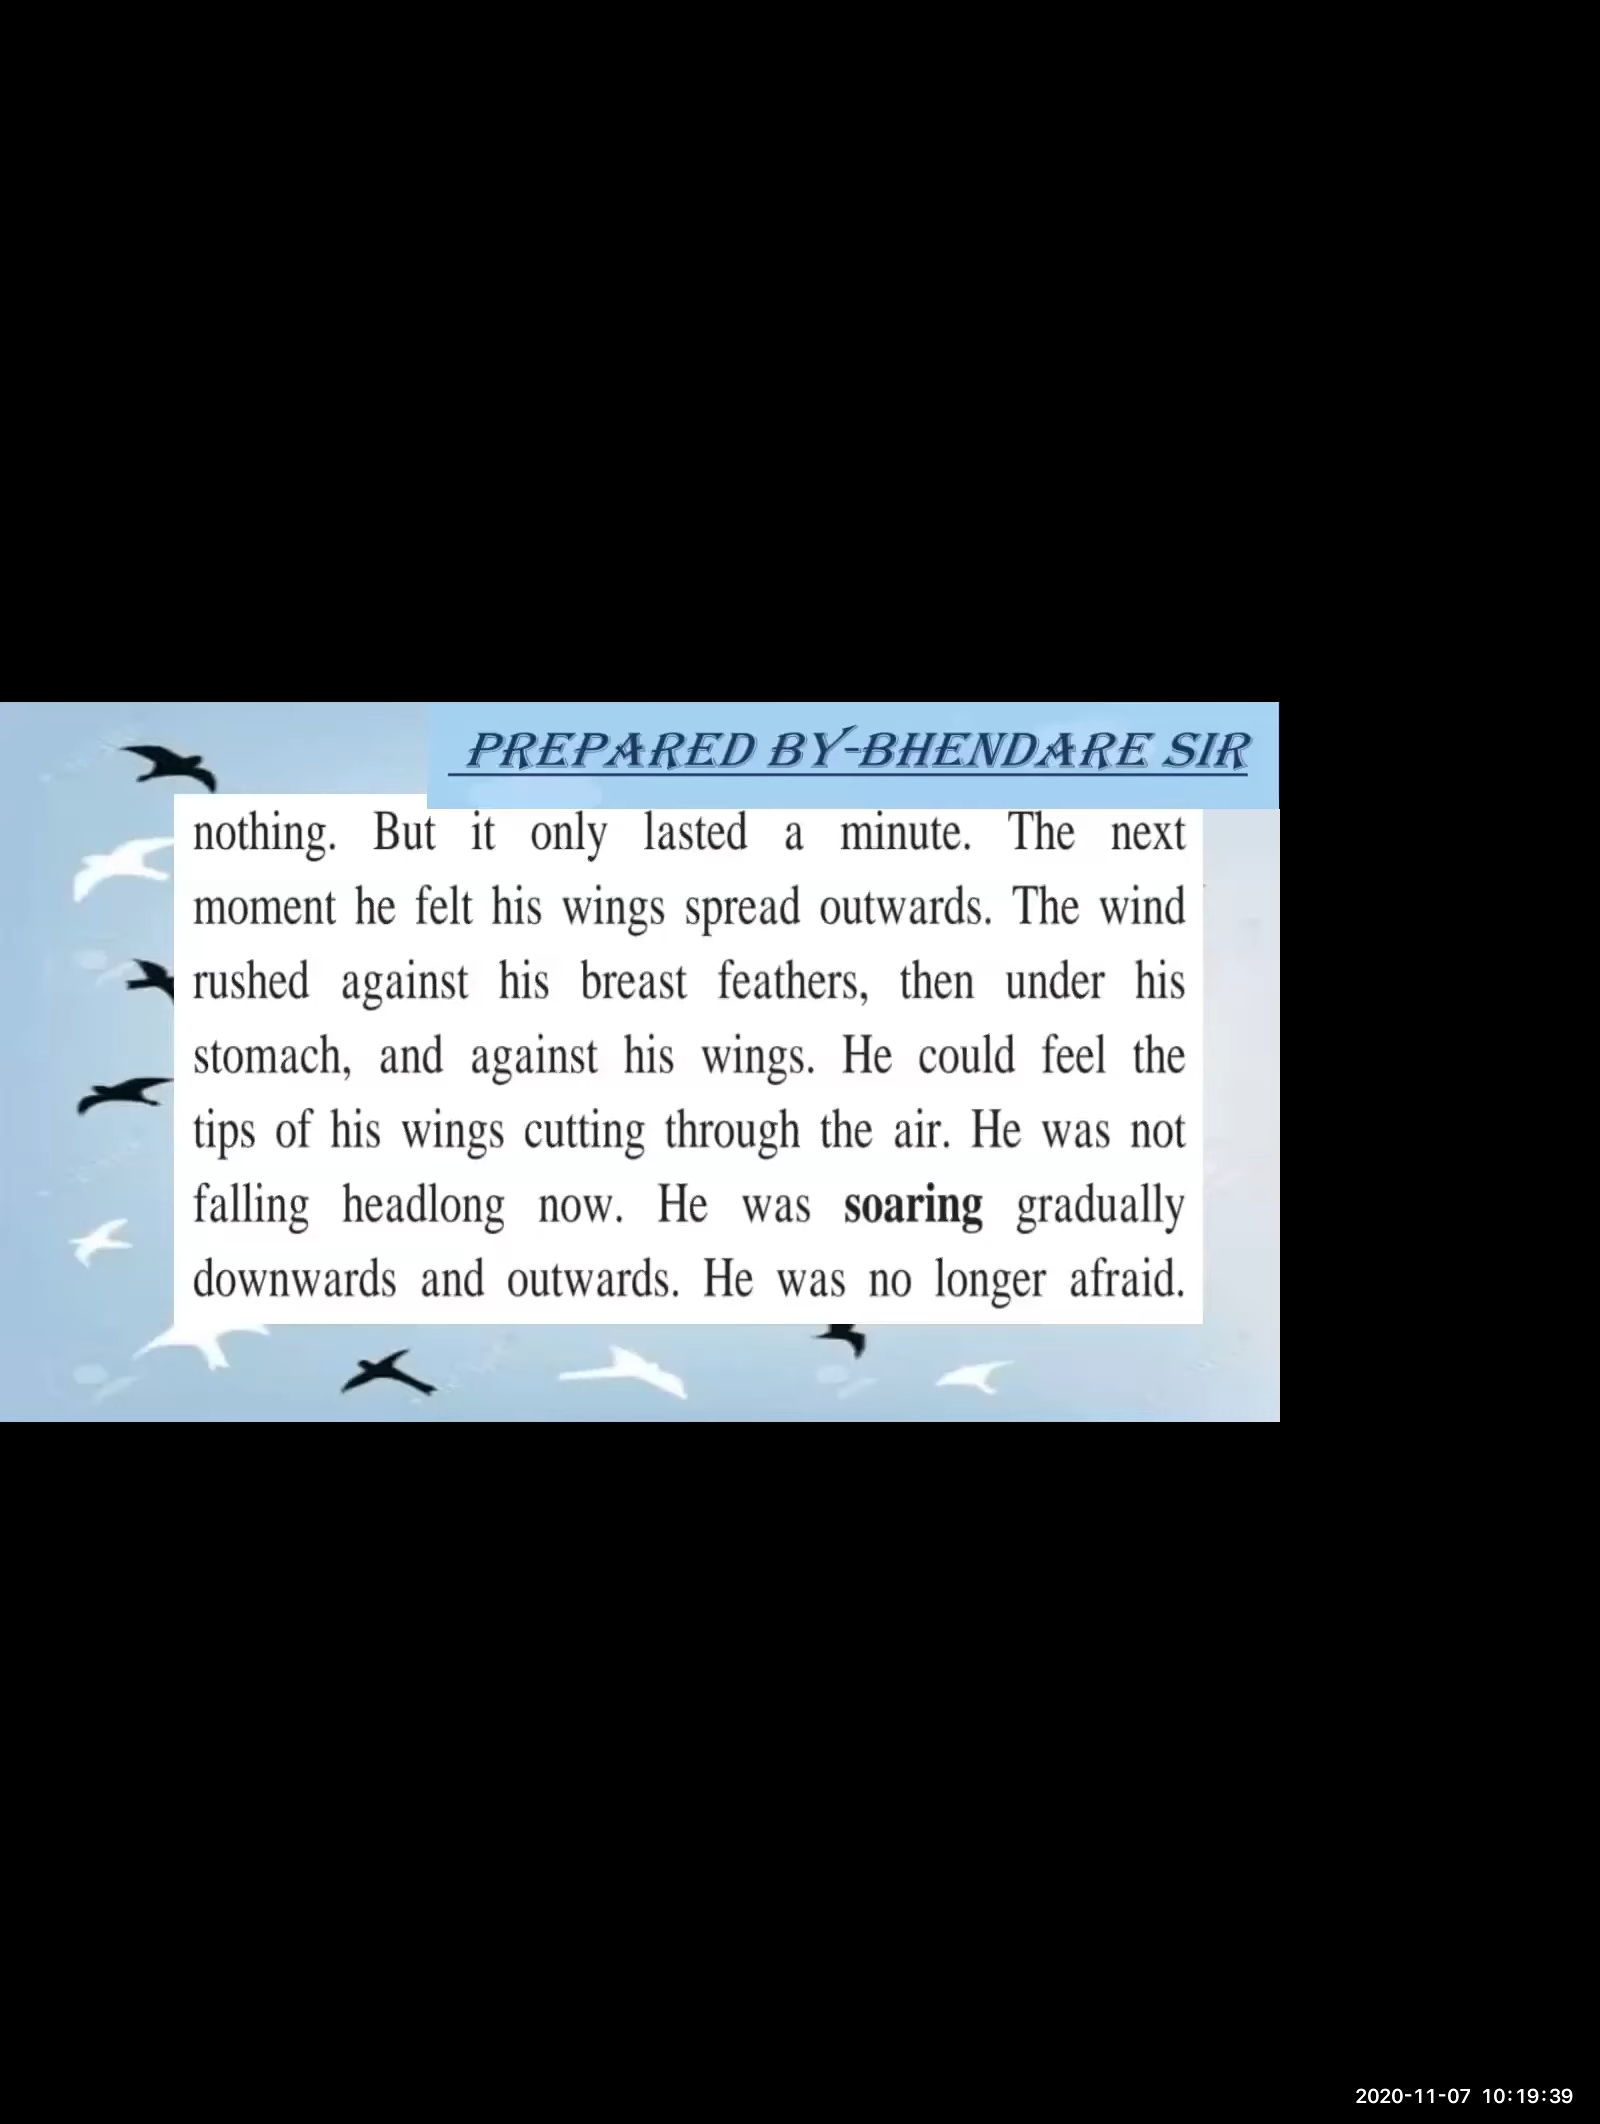 PREPARED BY-BHENDARE SIR
nothing. But it only lasted a minute. The next
moment he felt his wings spread outwards. The wind
rushed against his breast feathers, then under his
stomach, and against his wings. He could feel the
tips of his wings cutting through the air. He was not
falling headlong now. He was soaring gradually
downwards and outwards. He was no longer afraid.
2020-11-07 10:19:39